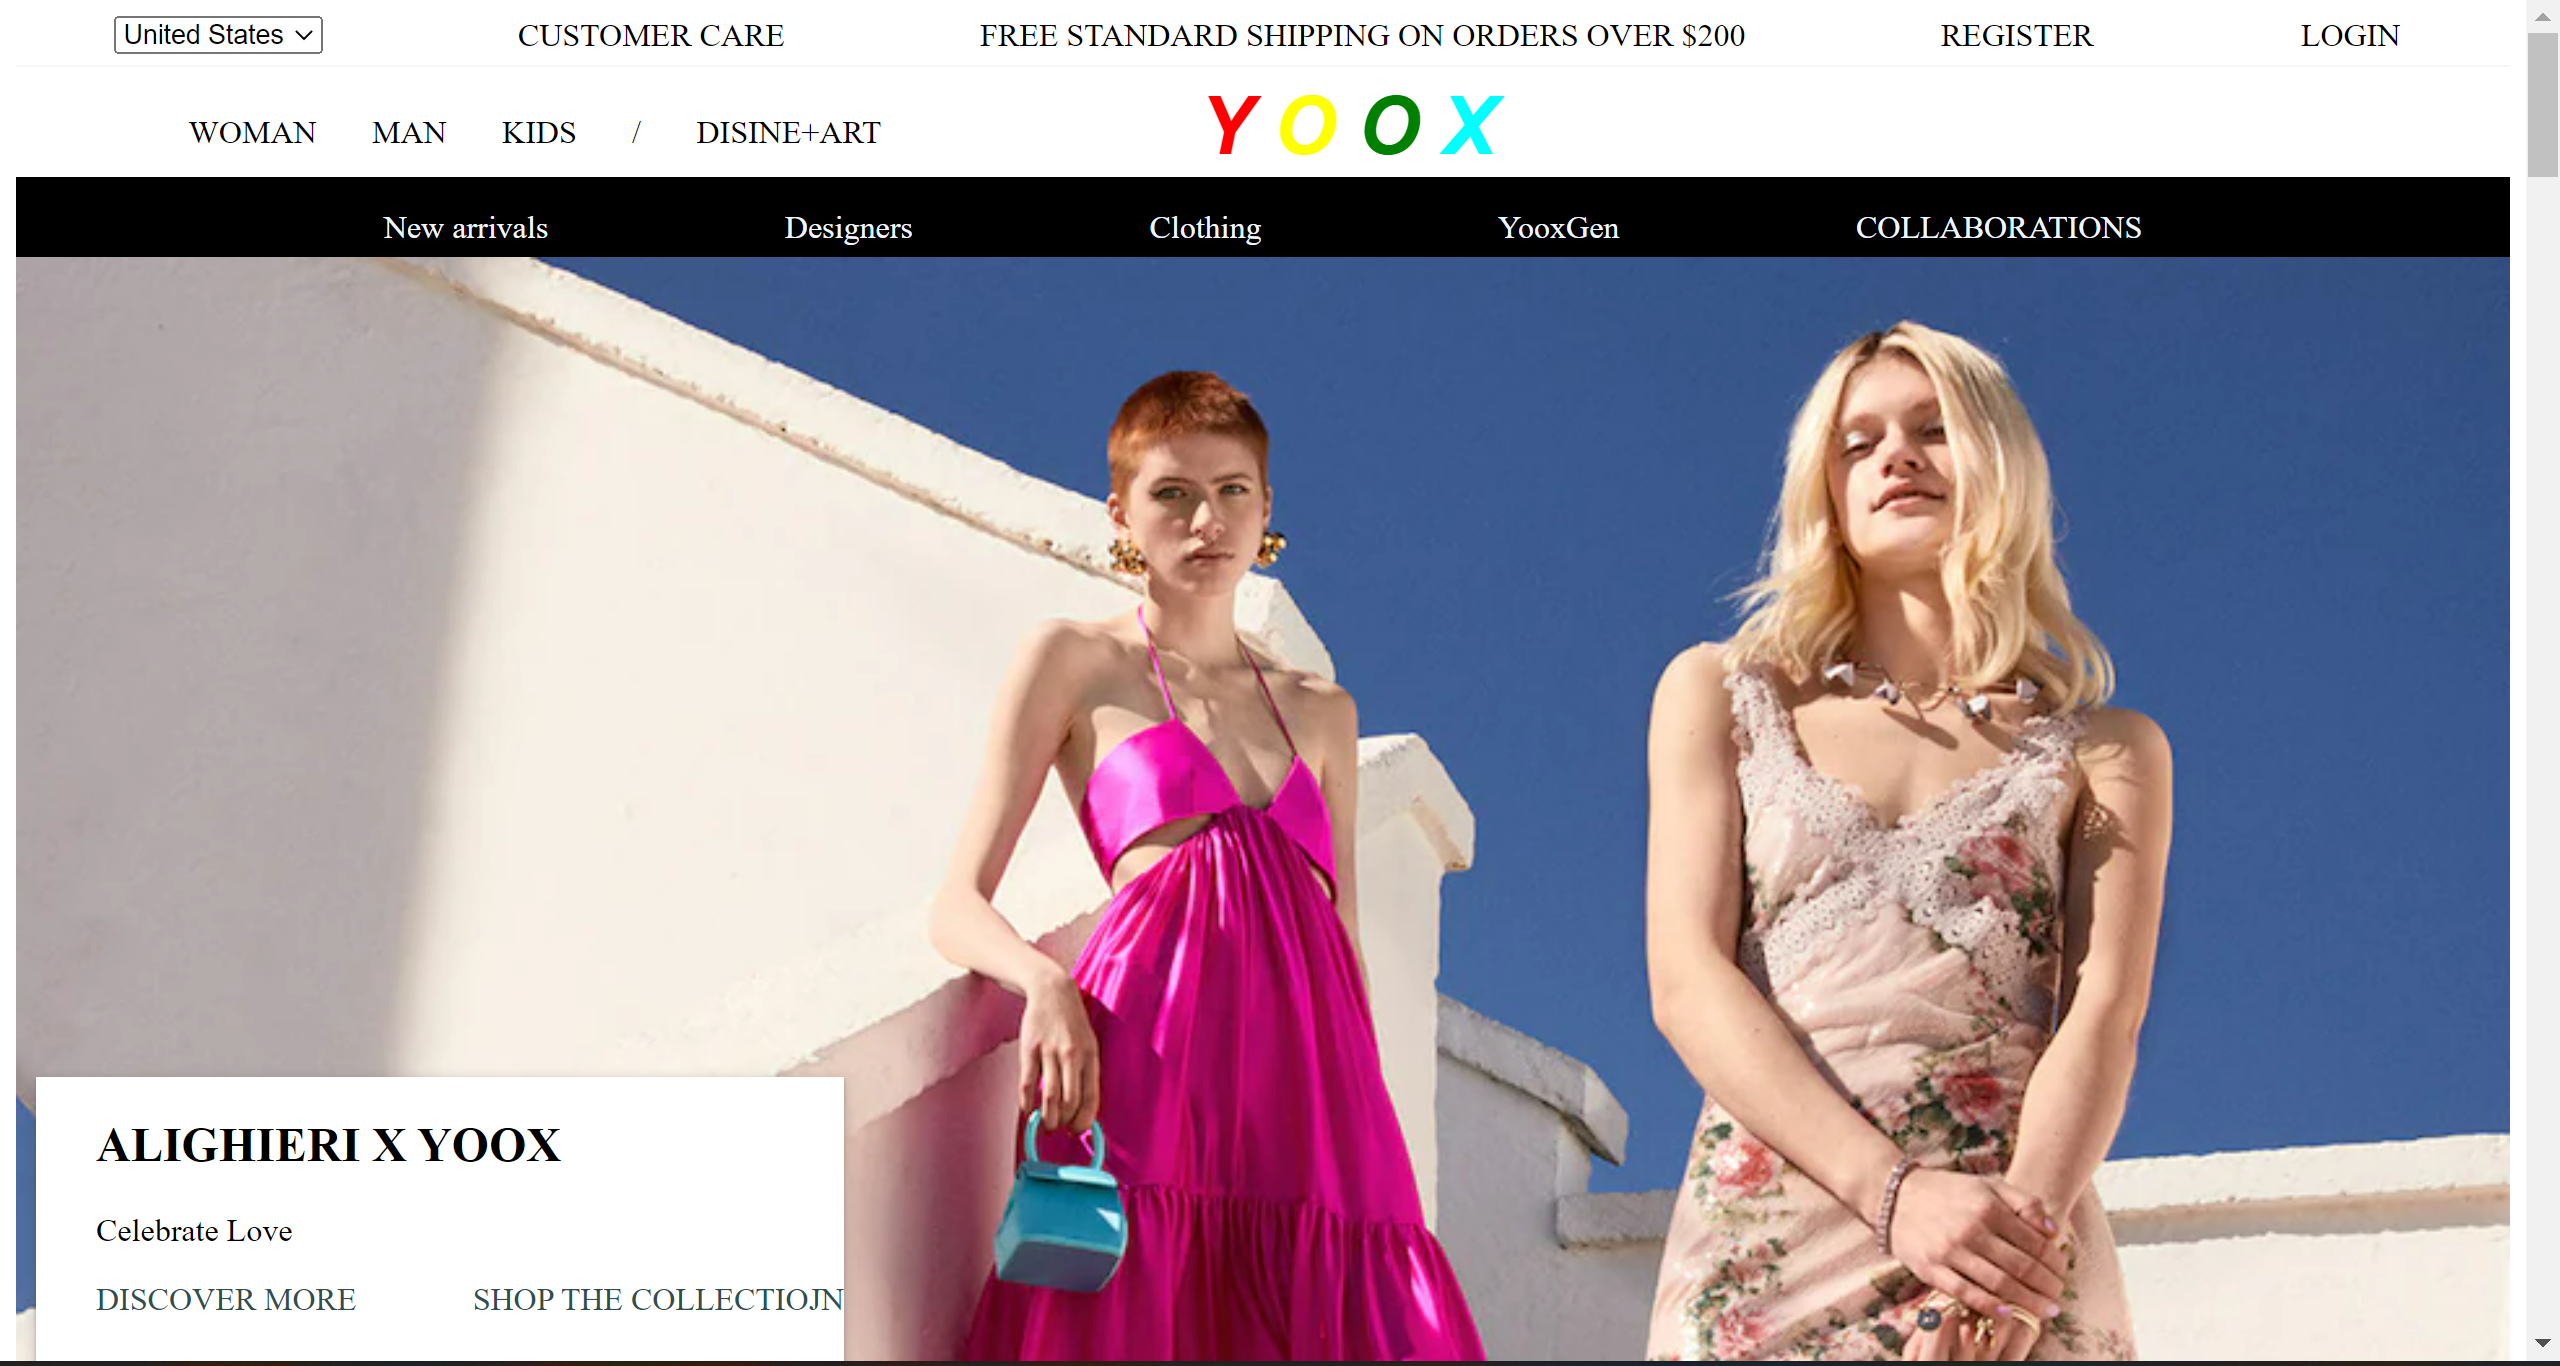 United States CUSTOMER CARE FREE STANDARD SHIPPING ON ORDERS OVER $200 REGISTER LOGIN
WOMAN MAN KIDS / DISINE+ART YOOX
New arrivals Designers Clothing YooxGen COLLABORATIONS
ALIGHIERI X YOOX
Celebrate Love
DISCOVER MORE SHOP THE COLLECTIOJN